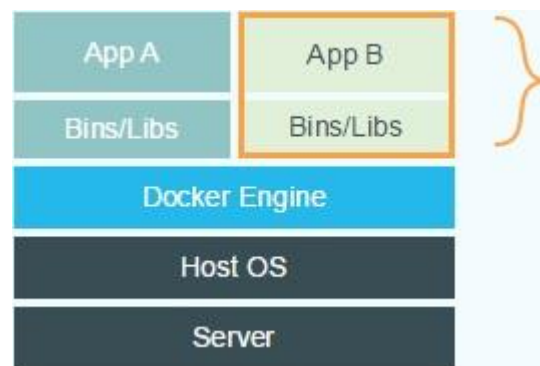 App A
App B
Bins/Libs
Bins/Libs
Docker Engine
Host OS
Server